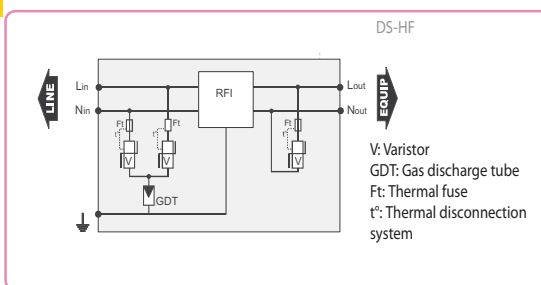 DS-HF
LINE
Lin
Nin
RFI
Lout
Nout
EQUIP
Ft
Ft
Ft
t°
t°
t°
V
V
V
GDT
V: Varistor
GDT: Gas discharge tube
Ft: Thermal fuse
t°: Thermal disconnection
system